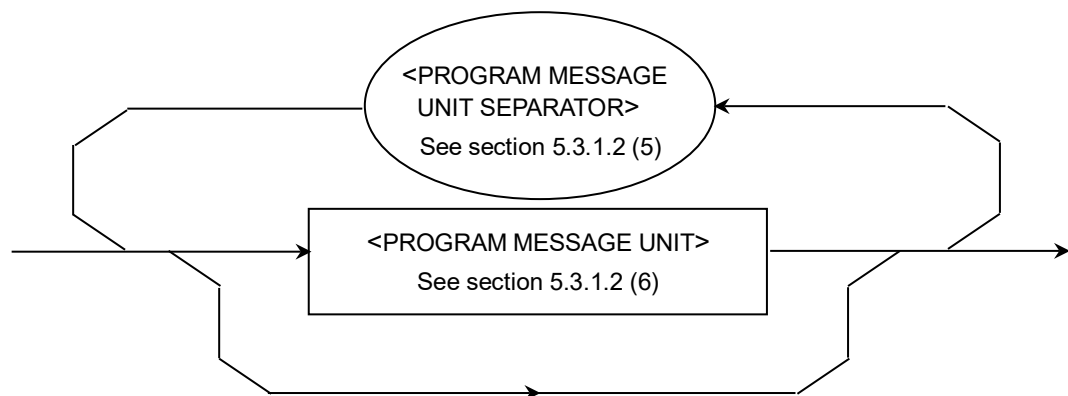 <PROGRAM MESSAGE
UNIT SEPARATOR>
See section 5.3.1.2 (5)
<PROGRAM MESSAGE UNIT>
See section 5.3.1.2 (6)